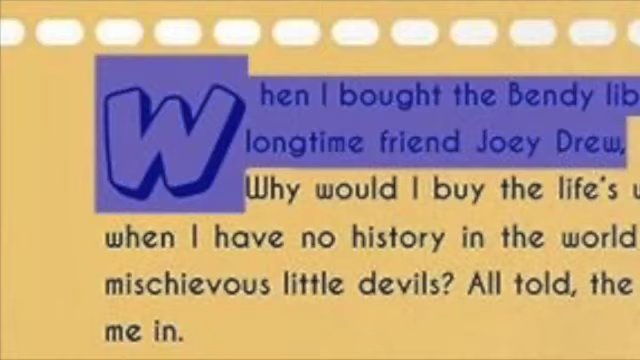 When I bought the Bendy lib
longtime friend Joey Drew,
Why would I buy the life's
when I have no history in the world
mischievous little devils? All told, the
me in.